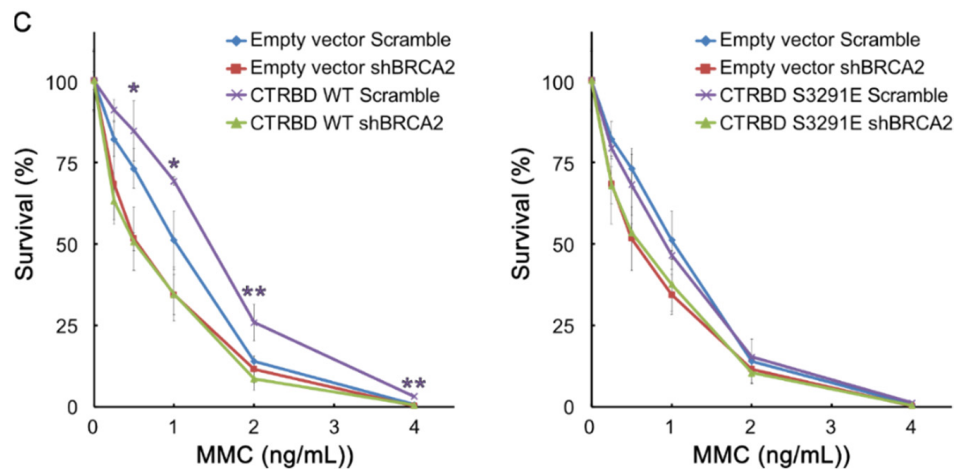 C
Empty vector Scramble
Empty vector shBRCA2
CTRBD WT Scramble
CTRBD WT shBRCA2
100
75
50
25
0
Survival (%)
*
*
**
**
0 1 2 3 4
MMC (ng/mL))
Empty vector Scramble
Empty vector shBRCA2
CTRBD S3291E Scramble
CTRBD S3291E shBRCA2
100
75
50
25
0
Survival (%)
0 1 2 3 4
MMC (ng/mL))